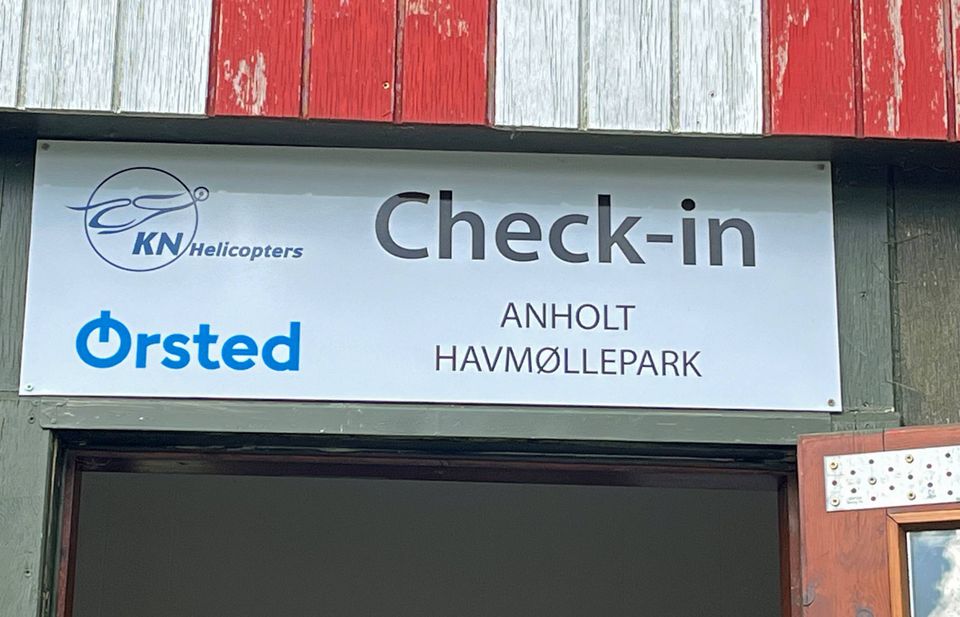 KN Helicopters
Ørsted
Check-in
ANHOLT
HAVMØLLEPARK